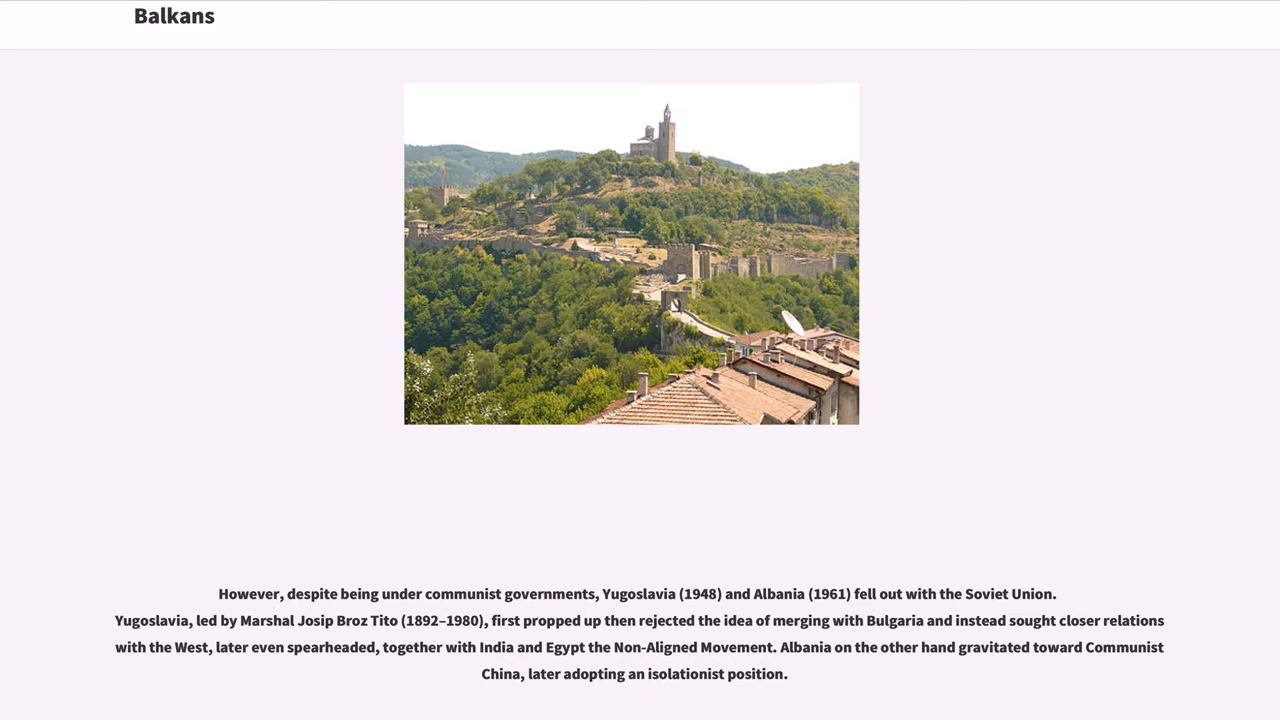 Balkans
However, despite being under communist governments, Yugoslavia (1948) and Albania (1961) fell out with the Soviet Union.
Yugoslavia, led by Marshal Josip Broz Tito (1892–1980), first propped up then rejected the idea of merging with Bulgaria and instead sought closer relations
with the West, later even spearheaded, together with India and Egypt the Non-Aligned Movement. Albania on the other hand gravitated toward Communist
China, later adopting an isolationist position.